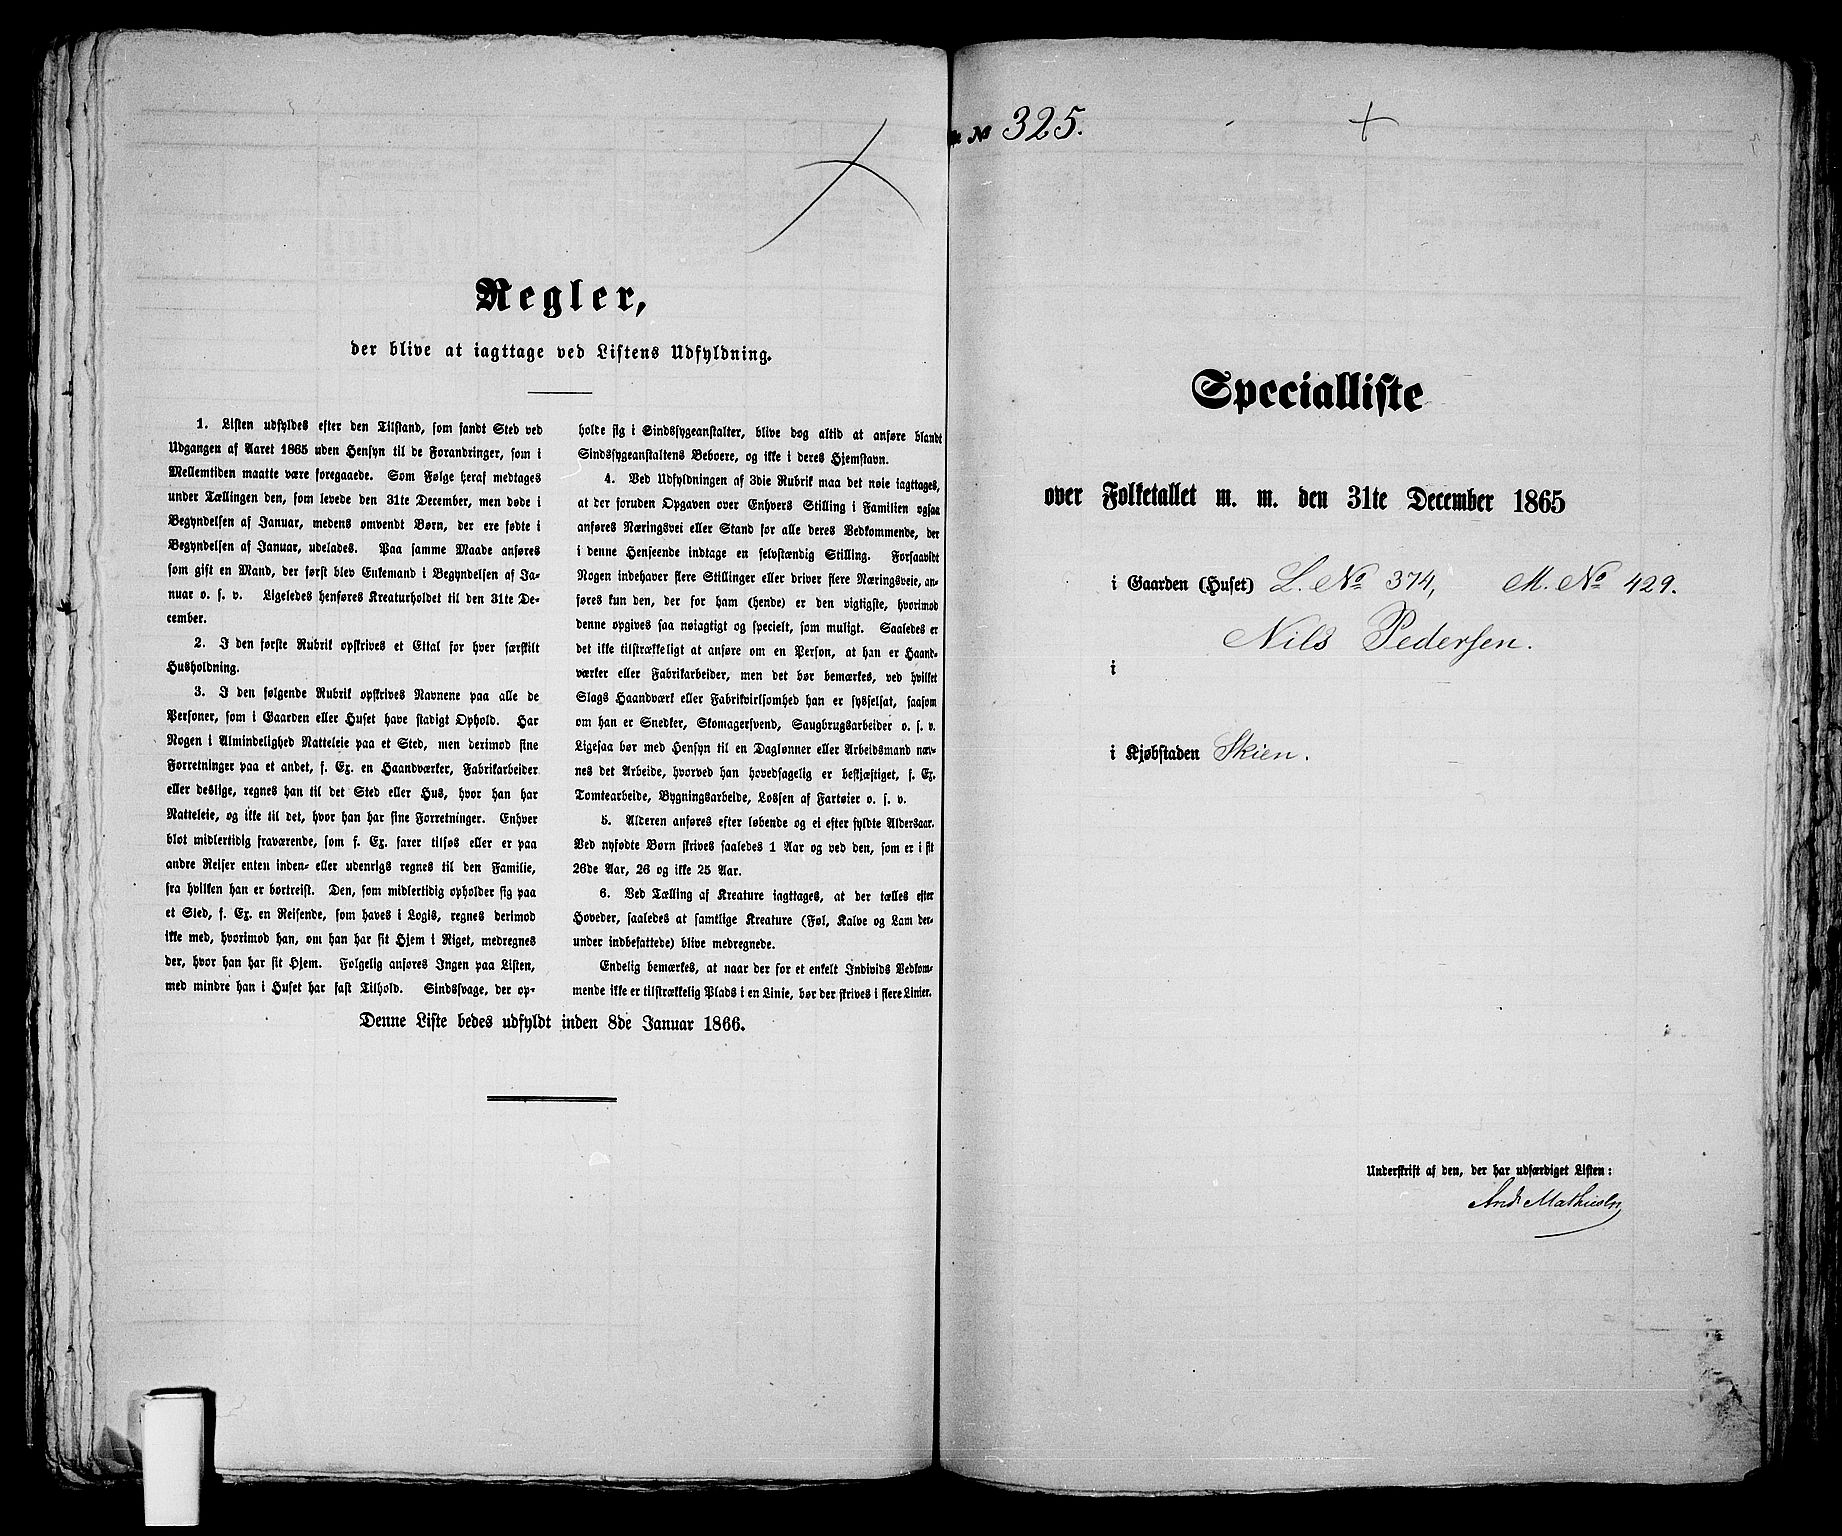 Regler,
der blive at iagttage ved Listens Udfyldning.
1. Listen udfyldes efter den Tilstand, som fandt Sted ved
Udgangen af Aaret 1865 uden Hensyn til de Forandringer, som i
Mellemtiden maatte være foregaaede. Som Følge heraf medtages
under Tællingen den, som levede den 31te December, men døde i
Begyndelsen af Januar, medens omvendt Børn, der ere fødte i
Begyndelsen af Januar, udelades. Paa samme Maade anføres
som gift en Mand, der først blev Enkemand i Begyndelsen af Ja-
nuar o. s. v. Ligeledes henføres Kreaturholdet til den 31te De-
cember.
2. I den første Rubrik opskrives et Ettal for hver særskilt
Husholdning.
3. I den følgende Rubrik opskrives Navnene paa alle de
Personer, som i Gaarden eller Huset have stadigt Ophold. Har
Nogen i Almindelighed Natteleie paa et Sted, men derimod sine
Forretninger paa et andet, f. Ex. en Haandværker, Fabrikarbeider
eller deslige, regnes han til det Sted eller Hus, hvor han har
Natteleie, og ikke til det, hvor han har sine Forretninger. Enhver
blot midlertidig fraværende, som f. Ex. farer tilsøs eller er paa
andre Reiser enten inden- eller udenrigs regnes til den Familie,
fra hvilken han er bortreist. Den, som midlertidig opholder sig paa
et Sted, f. Ex. en Reisende, som haves i Logis, regnes derimod
ikke med, hvorimod han, om han har sit Hjem i Riget, medregnes
der, hvor han har sit Hjem. Følgelig anføres Ingen paa Listen,
med mindre han i Huset har fast Tilhold. Sindssvage, der op-
holde sig i Sindssygeanstalter, blive dog altid at anføre blandt
Sindssygeanstaltens Beboere, og ikke i deres Hjemstavn.
4. Ved Udfyldningen af 3die Rubrik maa det nøie iagttages,
at der foruden Opgaven over Enhvers Stilling i Familien ogsaa
anføres Næringsvei eller Stand for alle deres Vedkommende, der
i denne Henseende indtage en selvstændig Stilling. Forsaavidt
Nogen indehaver flere Stillinger eller driver flere Næringsveie, an-
føres kun den, der for ham (hende) er den vigtigste, hvorimod
denne opgives saa nøiagtigt og specielt, som muligt. Saaledes er
det ikke tilstrækkeligt at anføre om en Person, at han er Haand-
værker eller Fabrikarbeider, men det bør bemærkes, ved hvilket
Slags Haandværk eller Fabrikvirksomhed han er sysselsat, saasom
om han er Snedker, Skomagersvend, Saugbrugsarbeider o. s. v.
Ligesaa bør med Hensyn til en Dagløner eller Arbeidsmand næv-
nes det Arbeide, hvorved han hovedsagelig er beskjæftiget, f. Ex.
Tomtearbeide, Bygningsarbeide, Lossen af Fartøier o. s. v.
5. Alderen anføres efter løbende og ei efter fyldte Aldersaar.
Ved nyfødte Børn skrives saaledes 1 Aar og ved den, som er i sit
26de Aar, 26 og ikke 25 Aar.
6. Ved Tælling af Kreature iagttages, at der tælles efter
Hoveder, saaledes at samtlige Kreature (Føl, Kalve og Lam der-
under indbefattede) blive medregnede.
Endelig bemærkes, at naar der for et enkelt Individs Vedkom-
mende ikke er tilstrækkelig Plads i en Linie, bør der skrives i flere Linier.
Denne Liste bedes udfyldt inden 8de Januar 1866.
No 325.
Specialliste
over Folketallet m. m. den 31te December 1865
i Gaarden (Huset) L. No 374, M. No 429.
Nils Pedersen.
i
i Kjøbstaden Skien.
Underskrift af den, der har udfærdiget Listen: